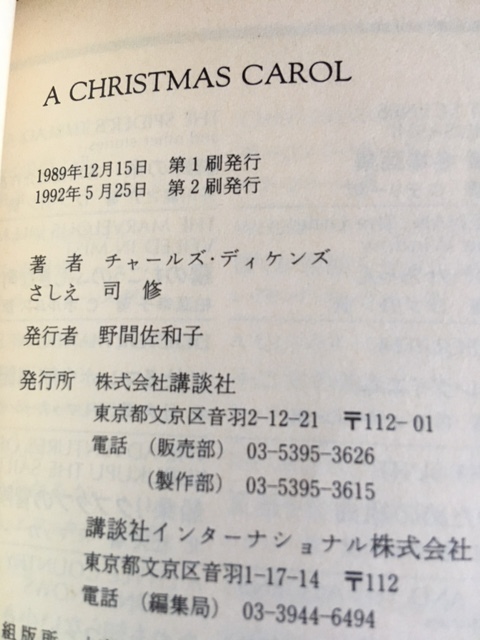 A CHRISTMAS CAROL
1989年12月15日 第1刷発行
1992年5月25日 第2刷発行
著者 チャールズ・ディケンズ
さしえ 司 修
発行者 野間佐和子
発行所 株式会社講談社
東京都文京区音羽2-12-21 〒112-01
電話 (販売部) 03-5395-3626
(製作部) 03-5395-3615
講談社インターナショナル株式会社
東京都文京区音羽1-17-14 〒112
電話 (編集局) 03-3944-6494
組版所